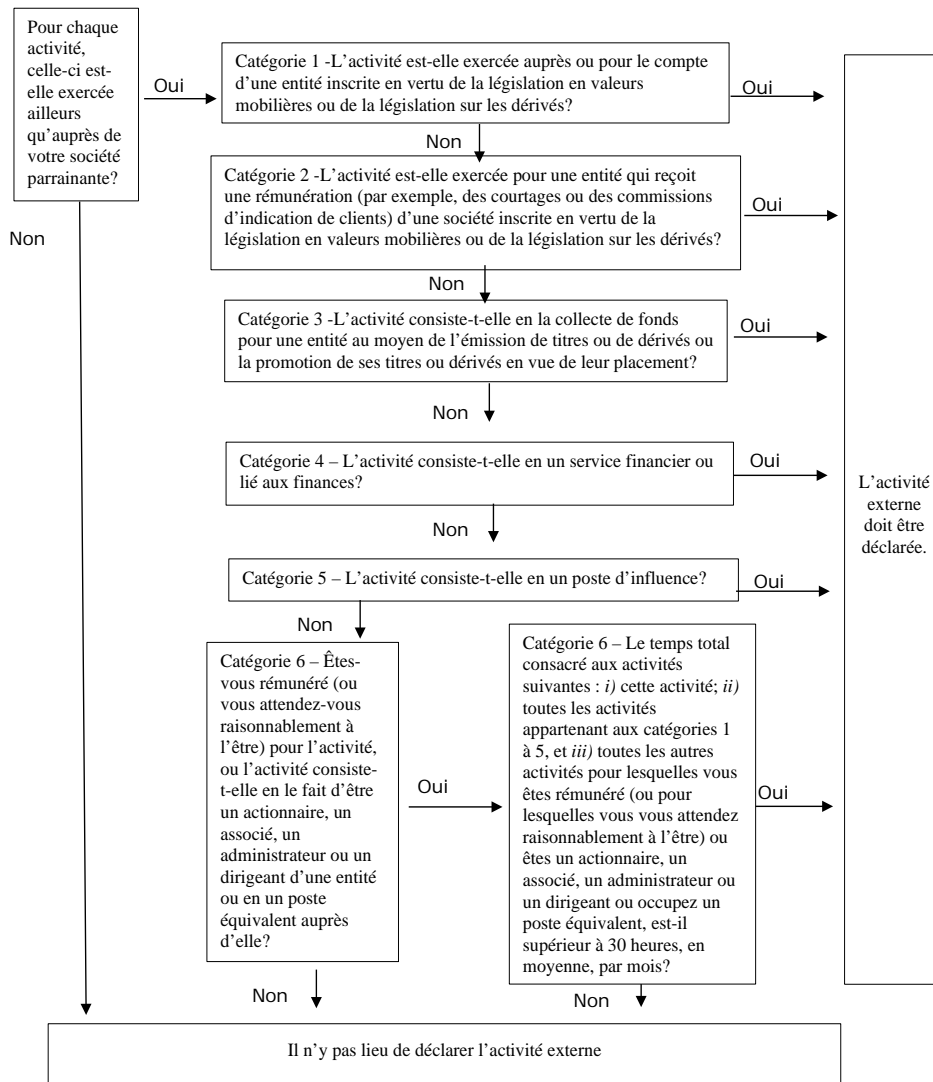 Pour chaque
activité,
celle-ci est-
elle exercée
ailleurs
qu'auprès de
votre société
parrainante?
Oui
Non
Catégorie 1 -L'activité est-elle exercée auprès ou pour le compte
d'une entité inscrite en vertu de la législation en valeurs
mobilières ou de la législation sur les dérivés?
Oui
Non
Catégorie 2 -L'activité est-elle exercée pour une entité qui reçoit
une rémunération (par exemple, des courtages ou des commissions
d'indication de clients) d'une société inscrite en vertu de la
législation en valeurs mobilières ou de la législation sur les dérivés?
Oui
Non
Catégorie 3 -L'activité consiste-t-elle en la collecte de fonds
pour une entité au moyen de l'émission de titres ou de dérivés ou
la promotion de ses titres ou dérivés en vue de leur placement?
Oui
Non
Catégorie 4 – L'activité consiste-t-elle en un service financier ou
lié aux finances?
Oui
Non
Catégorie 5 – L'activité consiste-t-elle en un poste d'influence?
Oui
Non
Catégorie 6 – Êtes-
vous rémunéré (ou
vous attendez-vous
raisonnablement à
l'être) pour l'activité,
ou l'activité consiste-
t-elle en le fait d'être
un actionnaire, un
associé, un
administrateur ou un
dirigeant d'une entité
ou en un poste
équivalent auprès
d'elle?
Oui
Non
Catégorie 6 – Le temps total
consacré aux activités
suivantes : i) cette activité; ii)
toutes les activités
appartenant aux catégories 1
à 5, et iii) toutes les autres
activités pour lesquelles vous
êtes rémunéré (ou pour
lesquelles vous vous attendez
raisonnablement à l'être) ou
êtes un actionnaire, un
associé, un administrateur ou
un dirigeant ou occupez un
poste équivalent, est-il
supérieur à 30 heures, en
moyenne, par mois?
Oui
Non
L'activité
externe
doit être
déclarée.
Il n'y pas lieu de déclarer l'activité externe